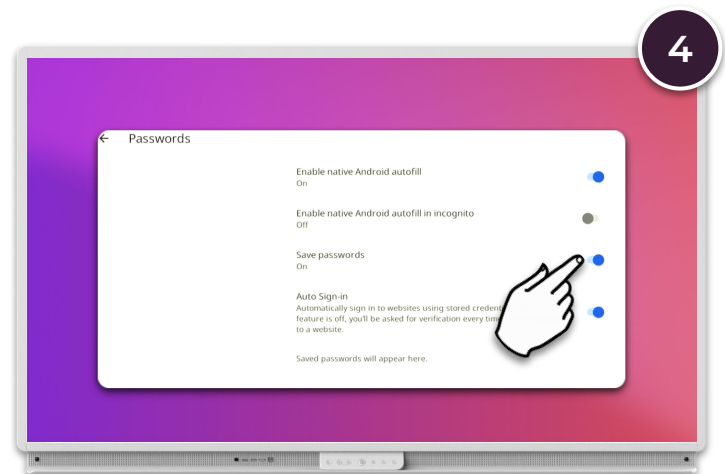 4
Passwords
Enable native Android autofill
On
Enable native Android autofill in incognito
Off
Save passwords
On
Auto Sign-in
Automatically sign in to websites using stored
feature is off, you'll be asked for verification every
to a website.
Saved passwords will appear here.